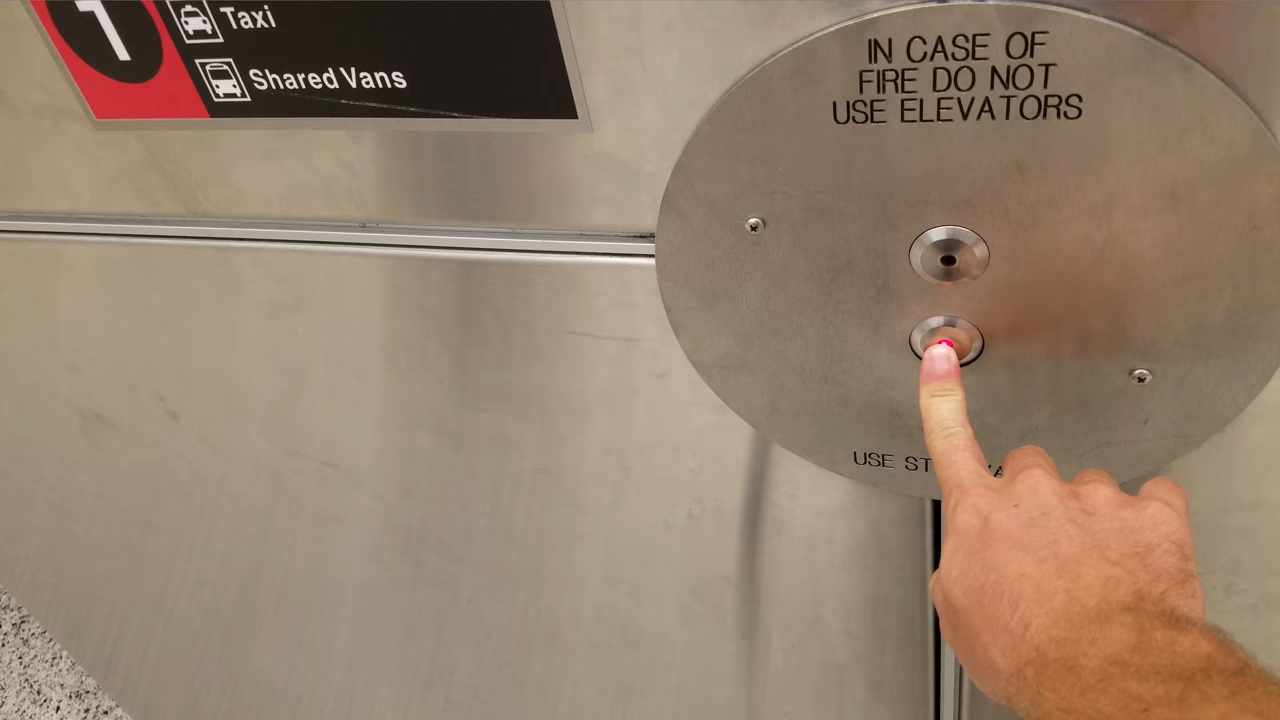 1
Taxi
Shared Vans
IN CASE OF
FIRE DO NOT
USE ELEVATORS
USE